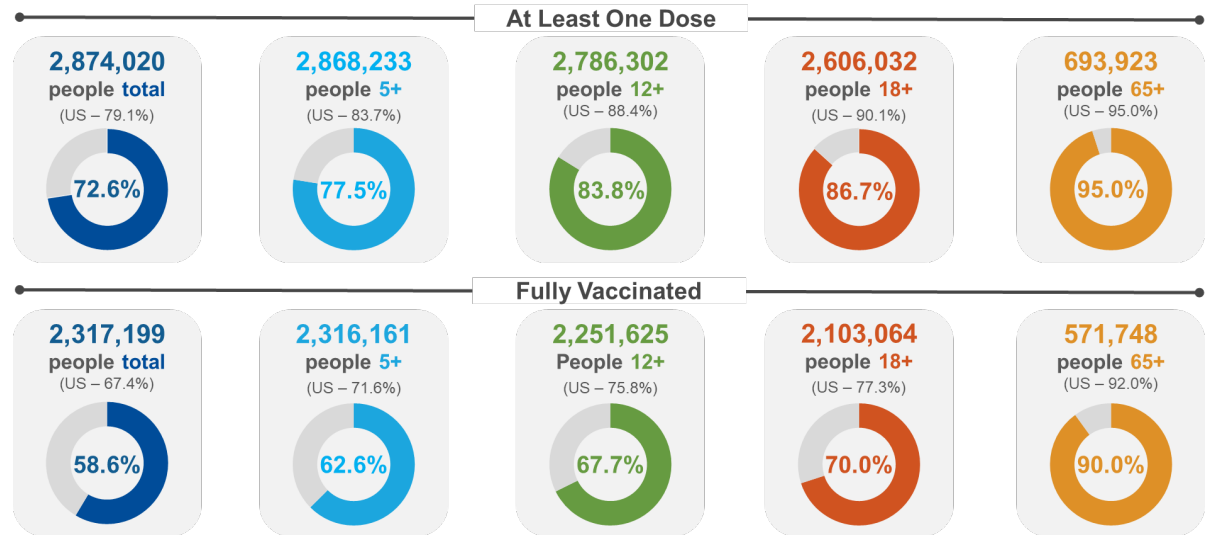 At Least One Dose
2,874,020
people total
(US – 79.1%)
72.6%
2,868,233
people 5+
(US – 83.7%)
77.5%
2,786,302
people 12+
(US – 88.4%)
83.8%
2,606,032
people 18+
(US – 90.1%)
86.7%
693,923
people 65+
(US – 95.0%)
95.0%
Fully Vaccinated
2,317,199
people total
(US – 67.4%)
58.6%
2,316,161
people 5+
(US – 71.6%)
62.6%
2,251,625
People 12+
(US – 75.8%)
67.7%
2,103,064
people 18+
(US – 77.3%)
70.0%
571,748
people 65+
(US – 92.0%)
90.0%